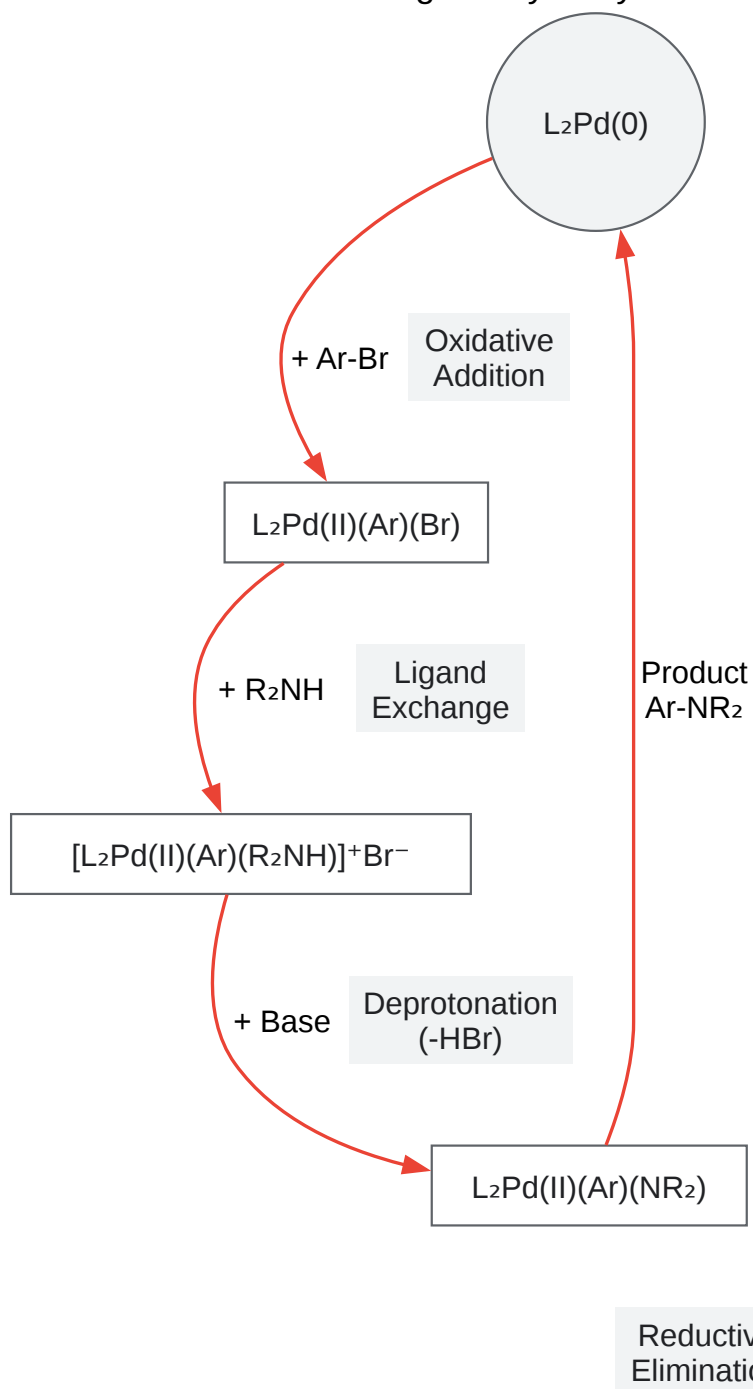 L₂Pd(0)
+ Ar-Br
Oxidative
Addition
L₂Pd(II)(Ar)(Br)
+ R₂NH
Ligand
Exchange
Product
Ar-NR₂
[L₂Pd(II)(Ar)(R₂NH)]⁺Br⁻
+ Base
Deprotonation
(-HBr)
L₂Pd(II)(Ar)(NR₂)